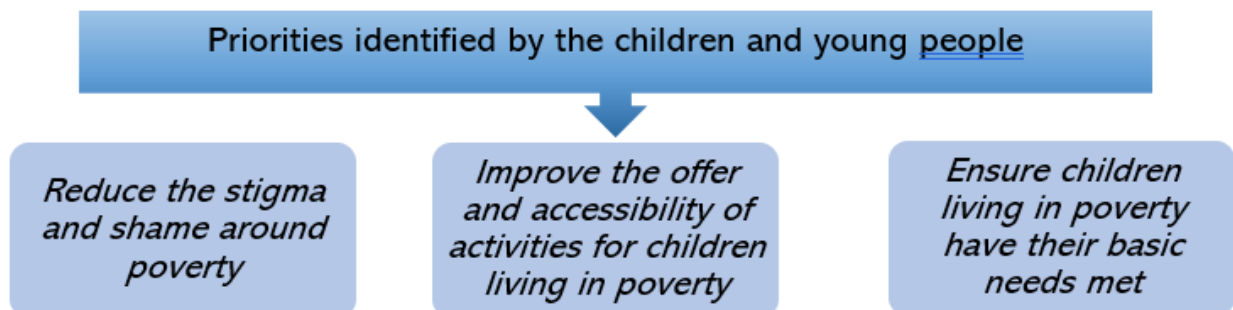 Priorities identified by the children and young people
Reduce the stigma
and shame around
poverty
Improve the offer
and accessibility of
activities for children
living in poverty
Ensure children
living in poverty
have their basic
needs met